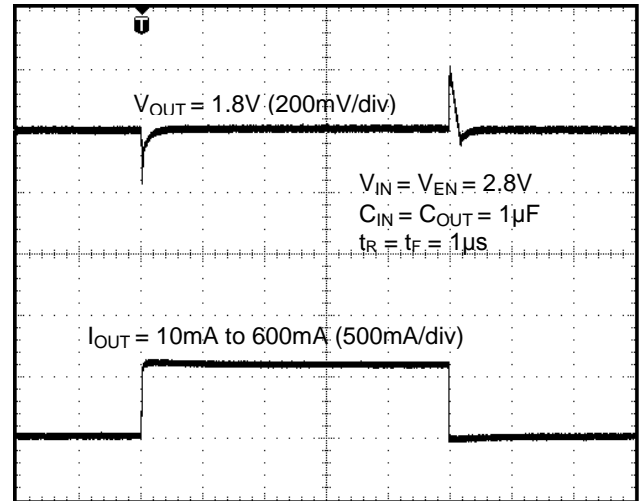 T
V_OUT = 1.8V (200mV/div)
V_IN = V_EN = 2.8V
C_IN = C_OUT = 1µF
t_R = t_F = 1µs
I_OUT = 10mA to 600mA (500mA/div)